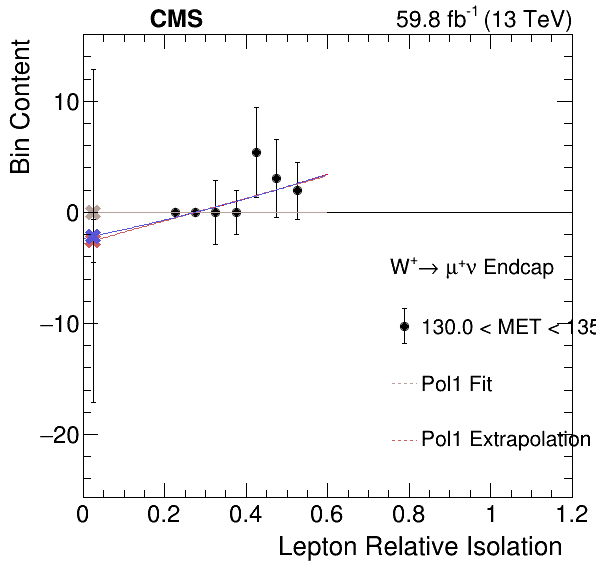 CMS 59.8 fb⁻¹ (13 TeV)
Bin Content
10
0
−10
−20
W⁺→ μ⁺ν Endcap
130.0 < MET < 135
Pol1 Fit
Pol1 Extrapolation
0 0.2 0.4 0.6 0.8 1 1.2
Lepton Relative Isolation